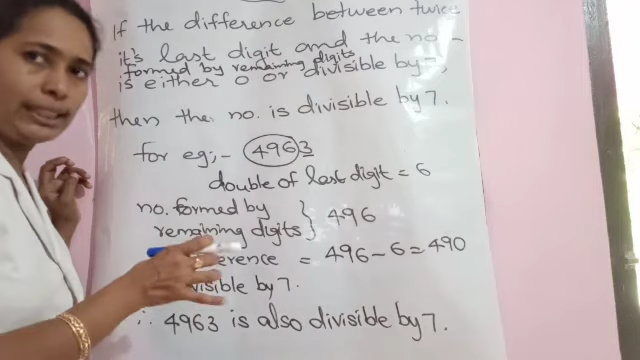 If the difference between twice
it's last digit and the no
formed by remaining digits
is either 0 or divisible by 7,
then the no. is divisible by 7.
for eg;- 4963
double of last digit = 6
no. formed by
remaining digits } 496
= 496 - 6 = 490
by 7.
∴ 4963 is also divisible by 7.